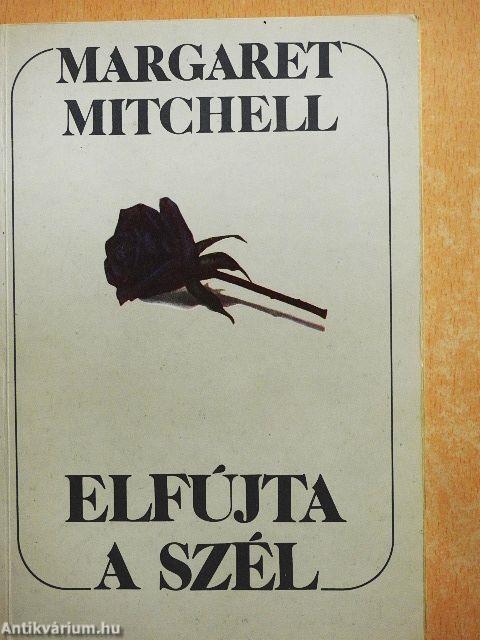 MARGARET
MITCHELL
ELFÚJTA
A SZÉL
Antikvárium.hu